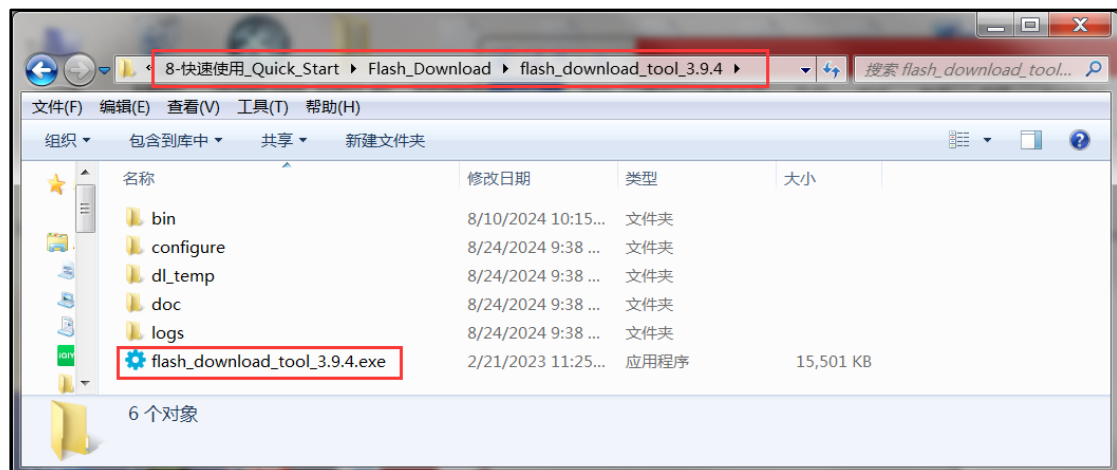 8-快速使用_Quick_Start ▸ Flash_Download ▸ flash_download_tool_3.9.4 ▸
搜索 flash_download_tool...
文件(F) 编辑(E) 查看(V) 工具(T) 帮助(H)
组织 包含到库中 共享 新建文件夹
名称 修改日期 类型 大小
bin 8/10/2024 10:15... 文件夹
configure 8/24/2024 9:38 ... 文件夹
dl_temp 8/24/2024 9:38 ... 文件夹
doc 8/24/2024 9:38 ... 文件夹
logs 8/24/2024 9:38 ... 文件夹
flash_download_tool_3.9.4.exe 2/21/2023 11:25... 应用程序 15,501 KB
6 个对象